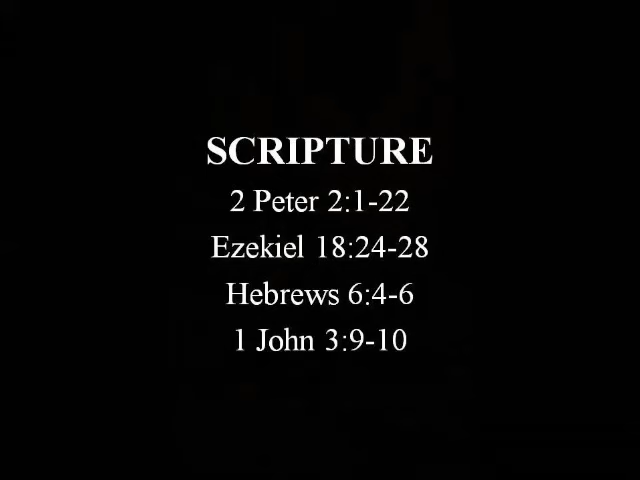 SCRIPTURE
2 Peter 2:1-22
Ezekiel 18:24-28
Hebrews 6:4-6
1 John 3:9-10